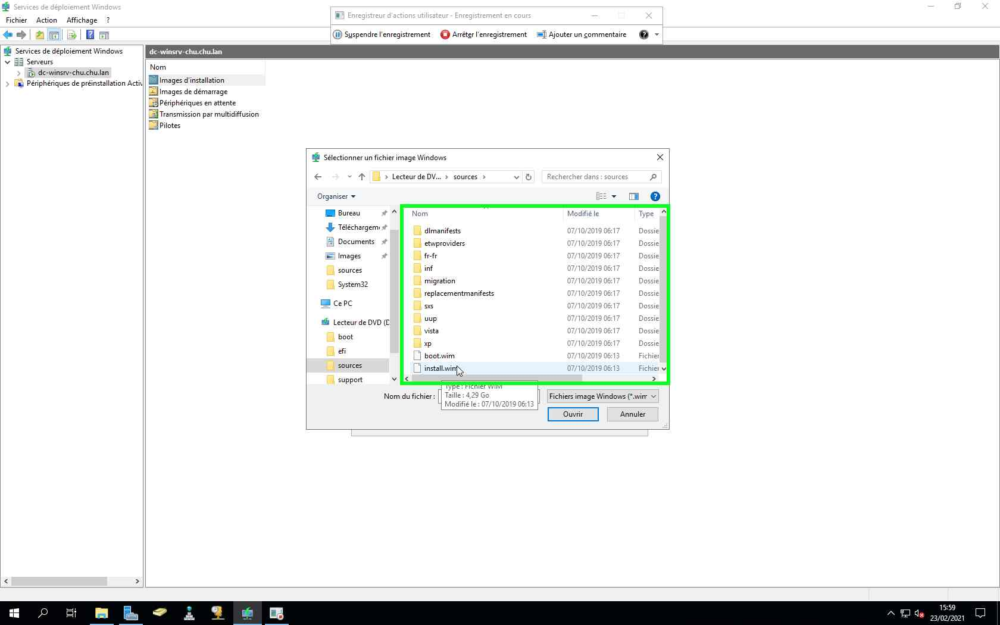 Services de déploiement Windows
Fichier Action Affichage ?
Enregistreur d'actions utilisateur - Enregistrement en cours
Suspendre l'enregistrement Arrêter l'enregistrement Ajouter un commentaire
Services de déploiement Windows
Serveurs
dc-winsrv-chu.chu.lan
Périphériques de préinstallation Activ
dc-winsrv-chu.chu.lan
Nom
Images d'installation
Images de démarrage
Périphériques en attente
Transmission par multidiffusion
Pilotes
Sélectionner un fichier image Windows
Lecteur de DV... sources
Rechercher dans : sources
Organiser
Bureau
Téléchargem
Documents
Images
sources
System32
Ce PC
Lecteur de DVD (D
boot
efi
sources
support
Nom Modifié le Type
dlmanifests 07/10/2019 06:17 Dossie
etwproviders 07/10/2019 06:17 Dossie
fr-fr 07/10/2019 06:17 Dossie
inf 07/10/2019 06:17 Dossie
migration 07/10/2019 06:17 Dossie
replacementmanifests 07/10/2019 06:17 Dossie
sxs 07/10/2019 06:17 Dossie
uup 07/10/2019 06:17 Dossie
vista 07/10/2019 06:17 Dossie
xp 07/10/2019 06:17 Dossie
boot.wim 07/10/2019 06:13 Fichier
install.wim 07/10/2019 06:13 Fichier
Type : Fichier WIM
Taille : 4,29 Go
Modifié le : 07/10/2019 06:13
Nom du fichier :
Fichiers image Windows (*.wim
Ouvrir Annuler
15:59
23/02/2021